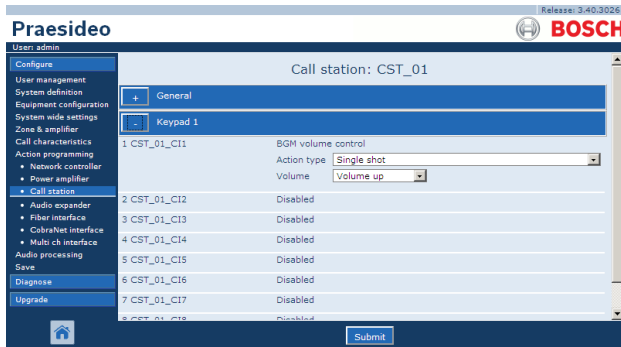 Release: 3.40.3026
Praesideo
BOSCH
User: admin
Configure
User management
System definition
Equipment configuration
System wide settings
Zone & amplifier
Call characteristics
Action programming
• Network controller
• Power amplifier
• Call station
• Audio expander
• Fiber interface
• CobraNet interface
• Multi ch interface
Audio processing
Save
Diagnose
Upgrade
Call station: CST_01
+ General
- Keypad 1
1 CST_01_CI1 BGM volume control
Action type Single shot
Volume Volume up
2 CST_01_CI2 Disabled
3 CST_01_CI3 Disabled
4 CST_01_CI4 Disabled
5 CST_01_CI5 Disabled
6 CST_01_CI6 Disabled
7 CST_01_CI7 Disabled
8 CST_01_CI8 Disabled
Submit